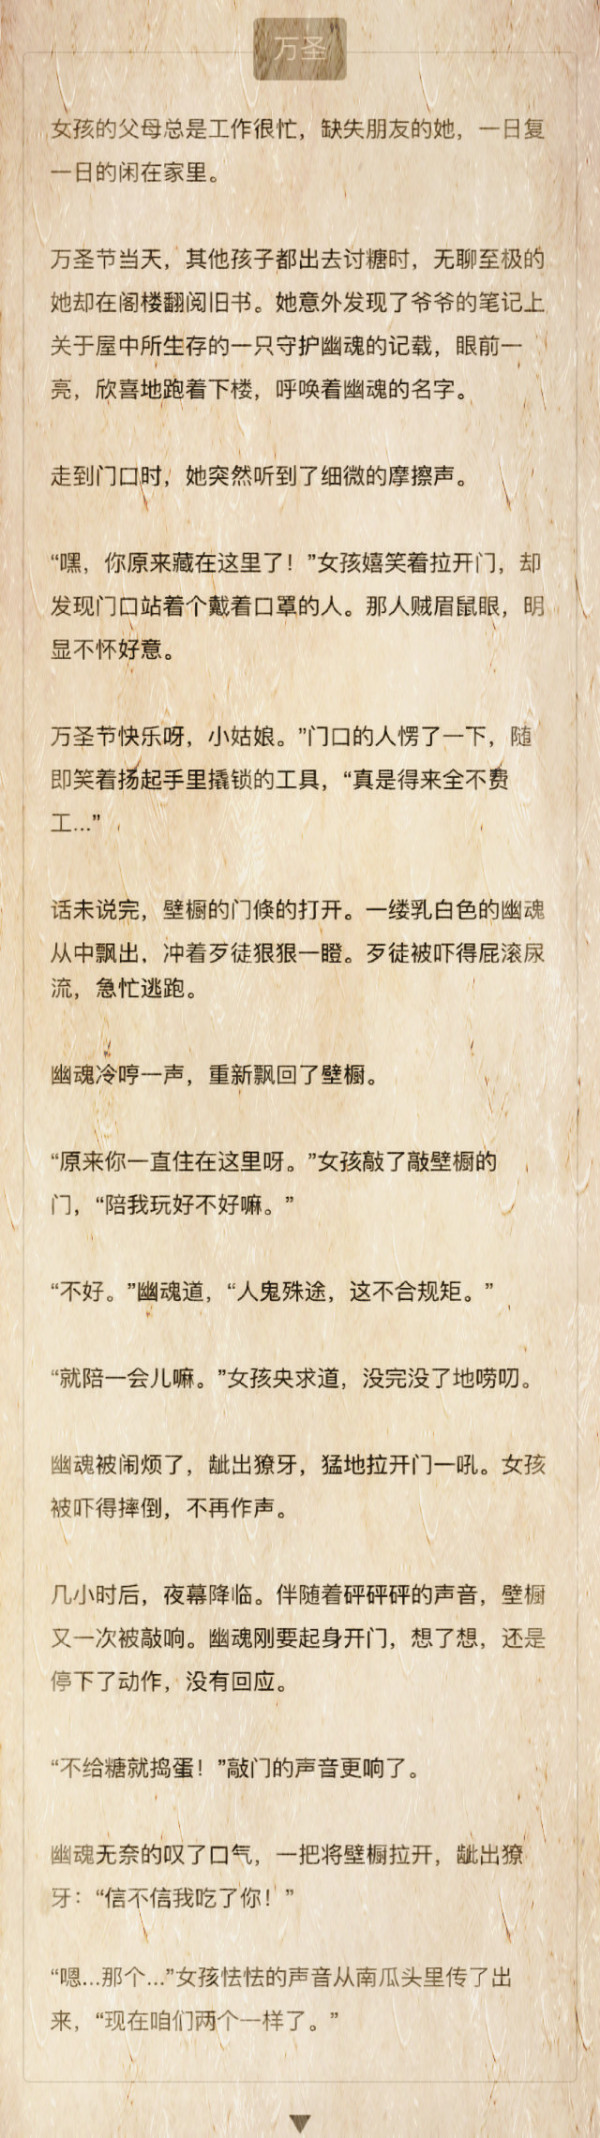 万圣
女孩的父母总是工作很忙，缺失朋友的她，一日复
一日的闲在家里。
万圣节当天，其他孩子都出去讨糖时，无聊至极的
她却在阁楼翻阅旧书。她意外发现了爷爷的笔记上
关于屋中所生存的一只守护幽魂的记载，眼前一
亮，欣喜地跑着下楼，呼唤着幽魂的名字。
走到门口时，她突然听到了细微的摩擦声。
“嘿，你原来藏在这里了！”女孩嬉笑着拉开门，却
发现门口站着个戴着口罩的人。那人贼眉鼠眼，明
显不怀好意。
万圣节快乐呀，小姑娘。”门口的人愣了一下，随
即笑着扬起手里撬锁的工具，“真是得来全不费
工...”
话未说完，壁橱的门倏的打开。一缕乳白色的幽魂
从中飘出，冲着歹徒狠狠一瞪。歹徒被吓得屁滚尿
流，急忙逃跑。
幽魂冷哼一声，重新飘回了壁橱。
“原来你一直住在这里呀。”女孩敲了敲壁橱的
门，“陪我玩好不好嘛。”
“不好。”幽魂道，“人鬼殊途，这不合规矩。”
“就陪一会儿嘛。”女孩央求道，没完没了地唠叨。
幽魂被闹烦了，龇出獠牙，猛地拉开门一吼。女孩
被吓得摔倒，不再作声。
几小时后，夜幕降临。伴随着砰砰砰的声音，壁橱
又一次被敲响。幽魂刚要起身开门，想了想，还是
停下了动作，没有回应。
“不给糖就捣蛋！”敲门的声音更响了。
幽魂无奈的叹了口气，一把将壁橱拉开，龇出獠
牙：“信不信我吃了你！”
“嗯...那个...”女孩怯怯的声音从南瓜头里传了出
来，“现在咱们两个一样了。”